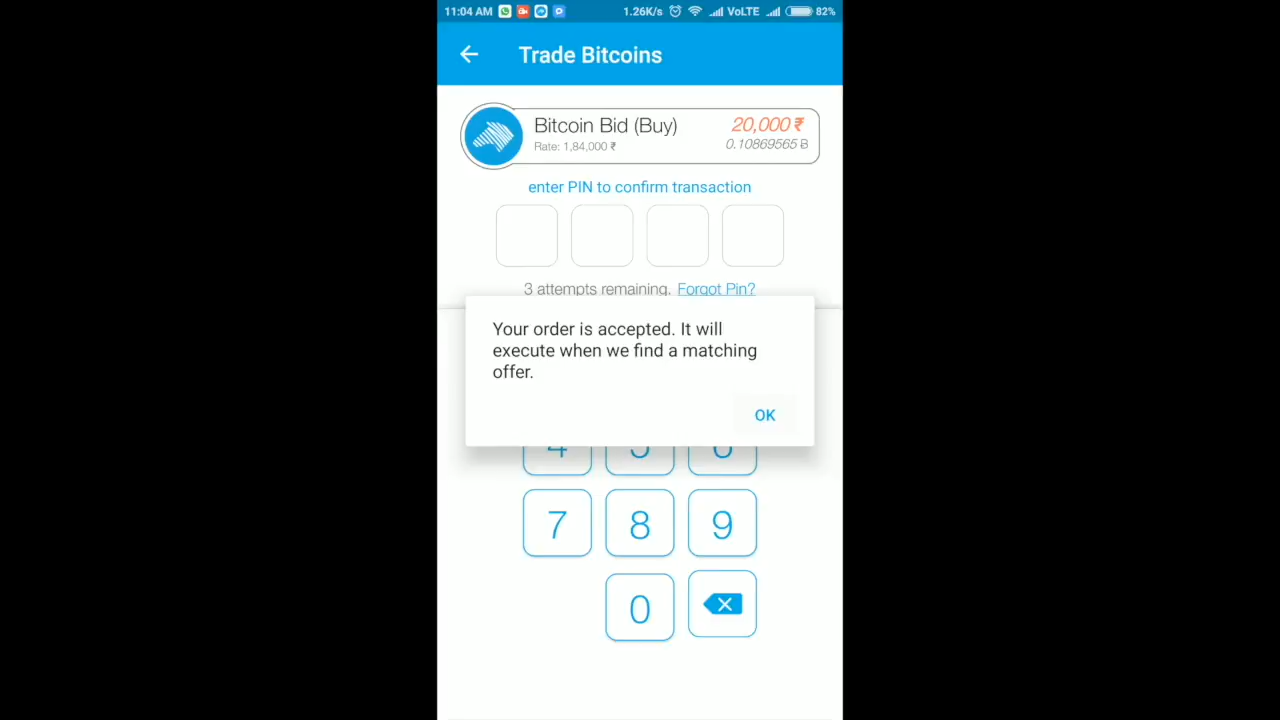 11:04 AM 1.26K/s VoLTE 82%
Trade Bitcoins
Bitcoin Bid (Buy) 20,000 ₹
Rate: 1,84,000 ₹ 0.10869565 Ƀ
enter PIN to confirm transaction
3 attempts remaining. Forgot Pin?
Your order is accepted. It will
execute when we find a matching
offer.
OK
4 5 6
7 8 9
0